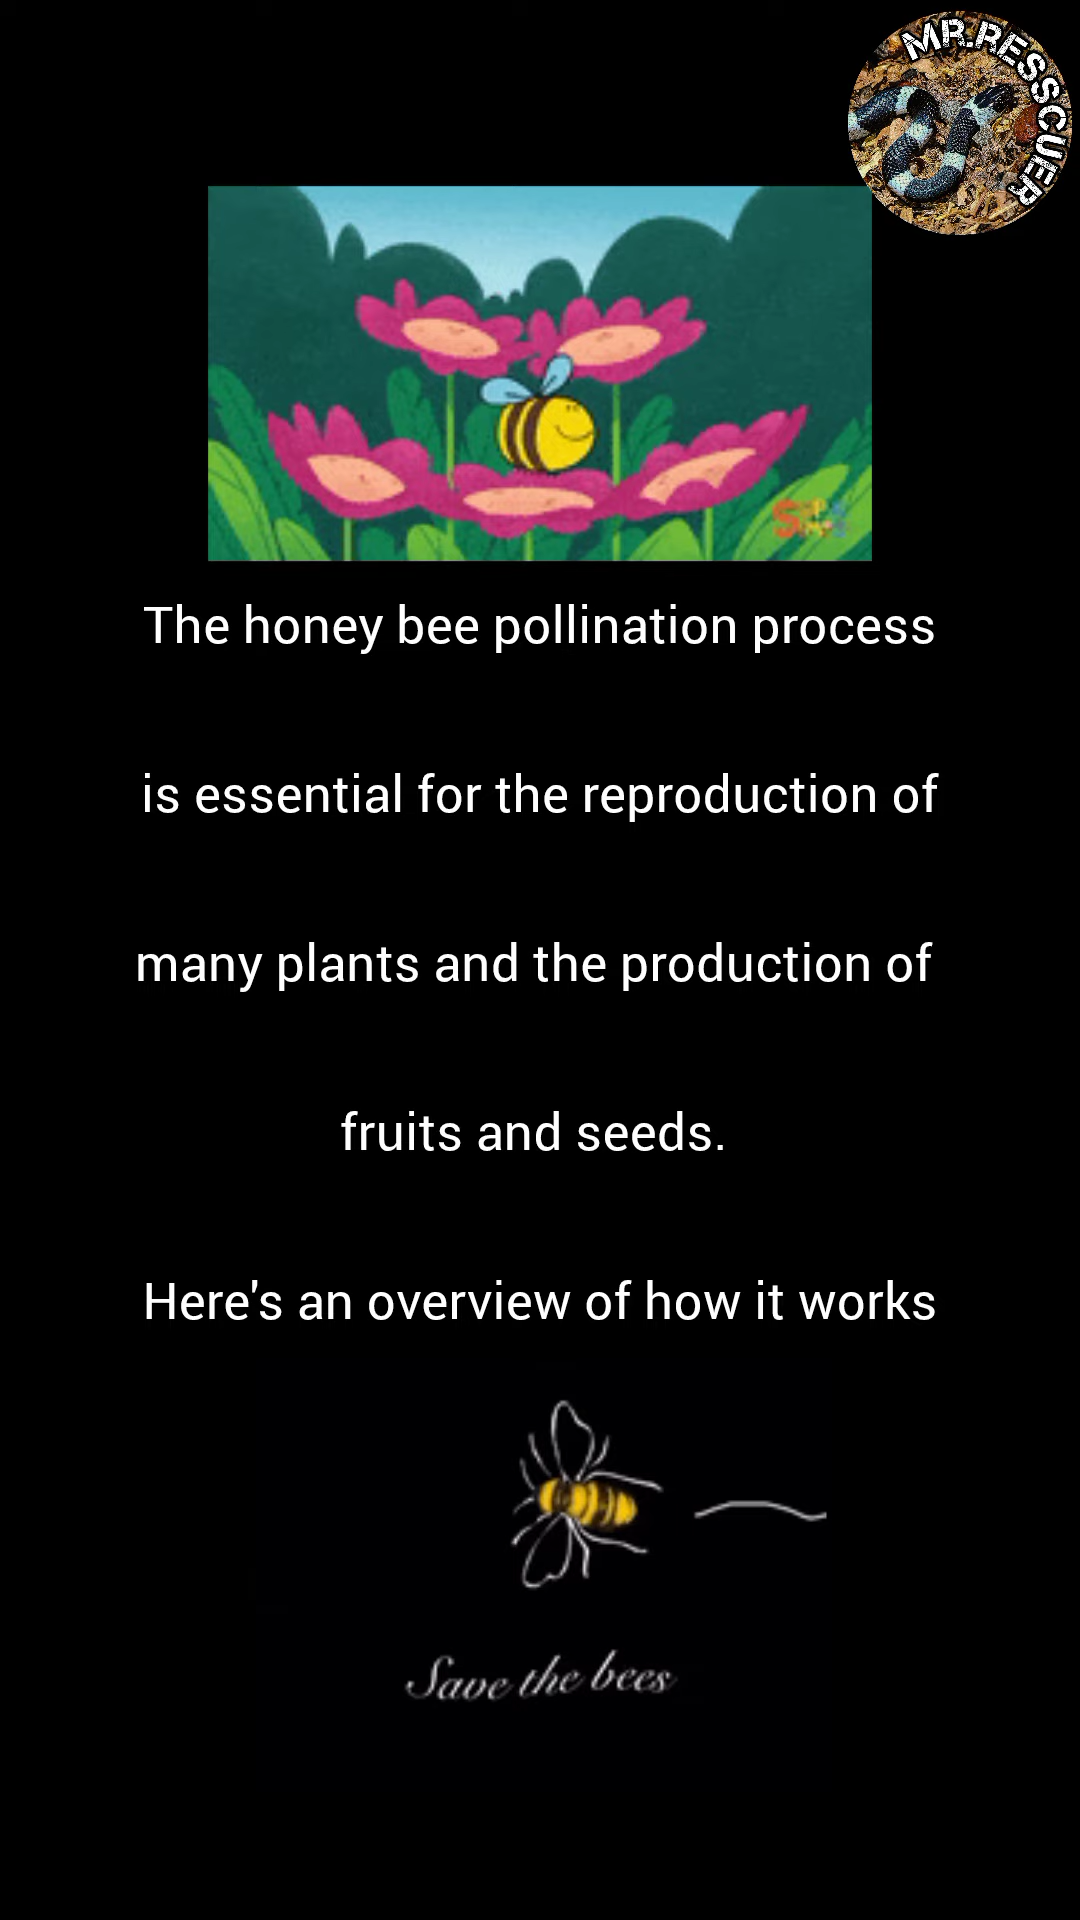 MR.RESSCUER
The honey bee pollination process
is essential for the reproduction of
many plants and the production of
fruits and seeds.
Here's an overview of how it works
Save the bees